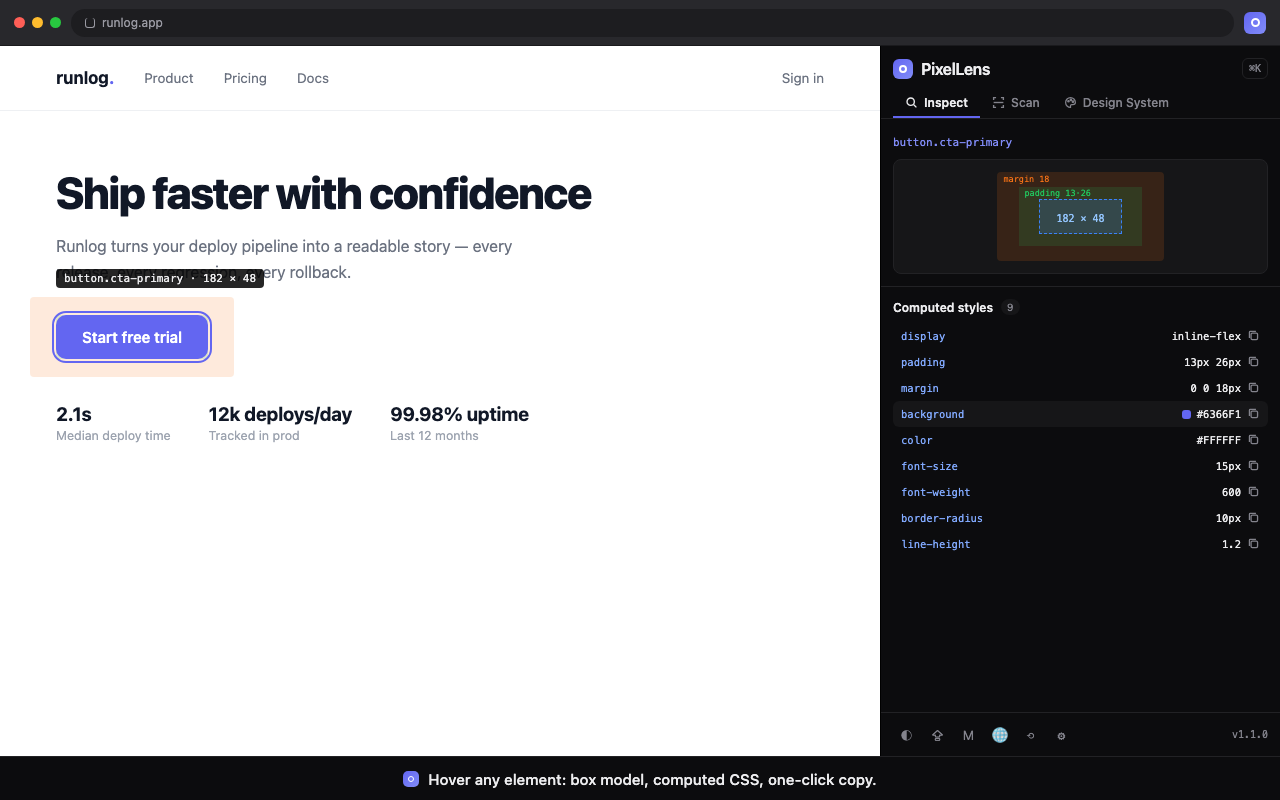 runlog.app
runlog.
Product
Pricing
Docs
Sign in
Ship faster with confidence
Runlog turns your deploy pipeline into a readable story — every
every rollback.
button.cta-primary · 182 × 48
Start free trial
2.1s
Median deploy time
12k deploys/day
Tracked in prod
99.98% uptime
Last 12 months
PixelLens
⌘K
Inspect
Scan
Design System
button.cta-primary
margin 18
padding 13·26
182 × 48
Computed styles 9
display inline-flex
padding 13px 26px
margin 0 0 18px
background #6366F1
color #FFFFFF
font-size 15px
font-weight 600
border-radius 10px
line-height 1.2
M
v1.1.0
Hover any element: box model, computed CSS, one-click copy.